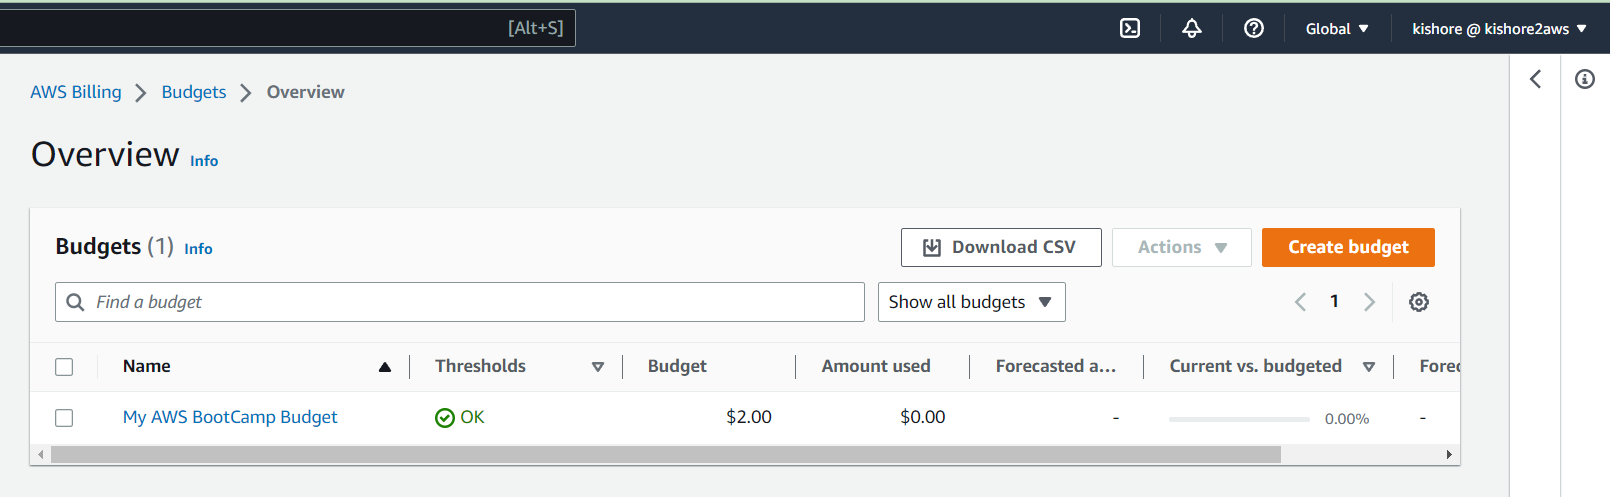 [Alt+S]
Global
kishore @ kishore2aws
AWS Billing
Budgets
Overview
Overview Info
Budgets (1) Info
Download CSV
Actions
Create budget
Find a budget
Show all budgets
1
Name
Thresholds
Budget
Amount used
Forecasted a...
Current vs. budgeted
Forec
My AWS BootCamp Budget
OK
$2.00
$0.00
-
0.00%
-